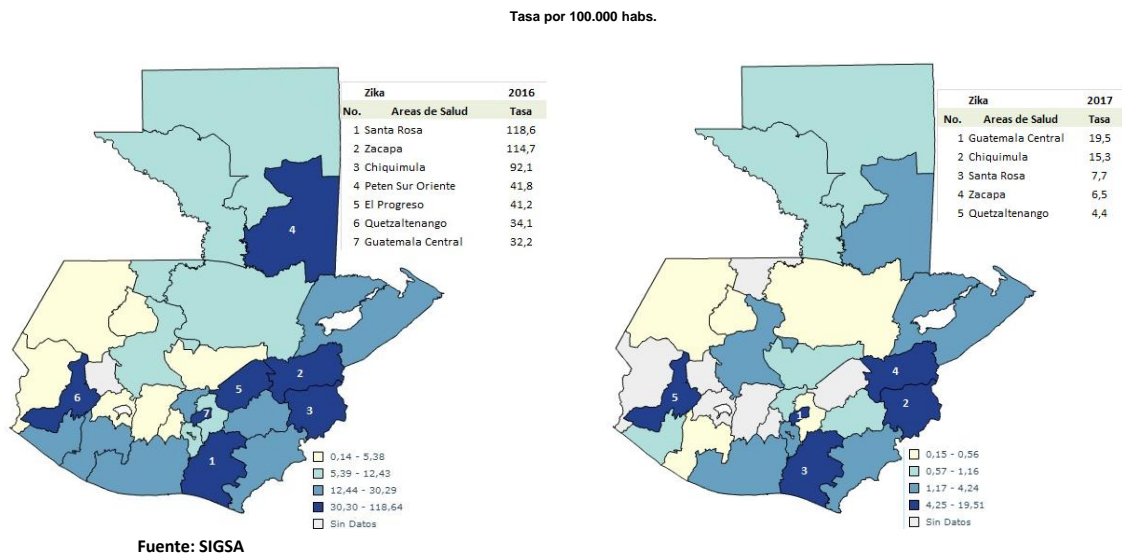 Tasa por 100.000 habs.
Zika 2016
No. Areas de Salud Tasa
1 Santa Rosa 118,6
2 Zacapa 114,7
3 Chiquimula 92,1
4 Peten Sur Oriente 41,8
5 El Progreso 41,2
6 Quetzaltenango 34,1
7 Guatemala Central 32,2
4
2
5
6
3
7
1
0,14 - 5,38
5,39 - 12,43
12,44 - 30,29
30,30 - 118,64
Sin Datos
Fuente: SIGSA
Zika 2017
No. Areas de Salud Tasa
1 Guatemala Central 19,5
2 Chiquimula 15,3
3 Santa Rosa 7,7
4 Zacapa 6,5
5 Quetzaltenango 4,4
4
5
2
1
3
0,15 - 0,56
0,57 - 1,16
1,17 - 4,24
4,25 - 19,51
Sin Datos